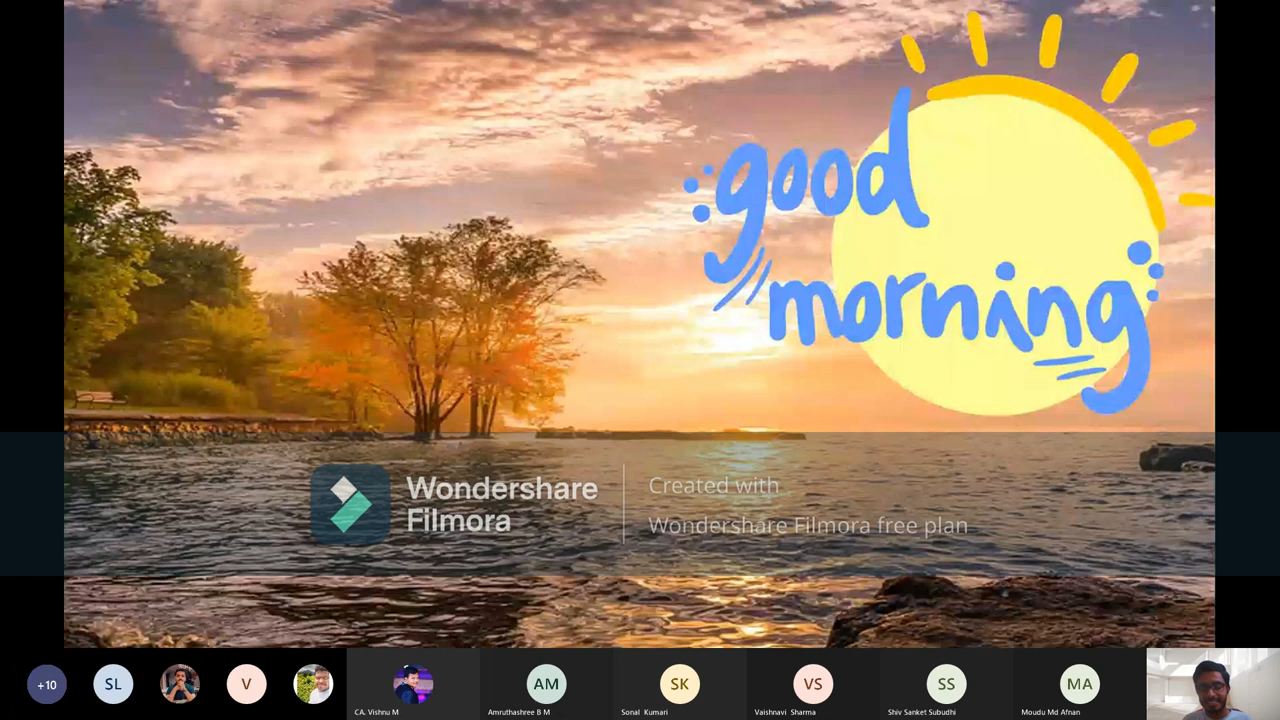 good
morning
Wondershare
Filmora
Created with
Wondershare Filmora free plan
+10
SL
V
AM
SK
VS
SS
MA
CA. Vishnu M
Amruthashree B M
Sonal Kumari
Vaishnavi Sharma
Shiv Sanket Subudhi
Moudu Md Afnan